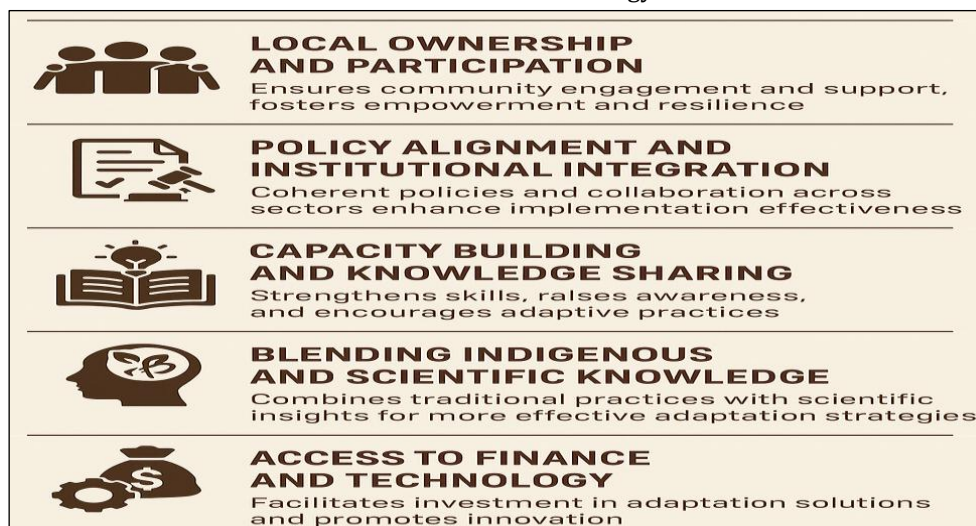 LOCAL OWNERSHIP
AND PARTICIPATION
Ensures community engagement and support,
fosters empowerment and resilience
POLICY ALIGNMENT AND
INSTITUTIONAL INTEGRATION
Coherent policies and collaboration across
sectors enhance implementation effectiveness
CAPACITY BUILDING
AND KNOWLEDGE SHARING
Strengthens skills, ralses awareness,
and encourages adaptive practices
BLENDING INDIGENOUS
AND SCIENTIFIC KNOWLEDGE
Combines traditional practices with scientific
insights for more effective adaptation strategies
ACCESS TO FINANCE
AND TECHNOLOGY
$
Facilitates investment in adaptation solutions
and promotes innovation